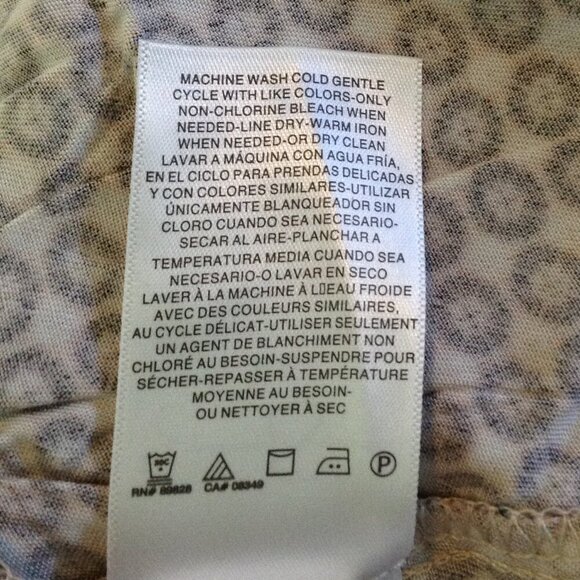 MACHINE WASH COLD GENTLE
CYCLE WITH LIKE COLORS-ONLY
NON-CHLORINE BLEACH WHEN
NEEDED-LINE DRY-WARM IRON
WHEN NEEDED-OR DRY CLEAN
LAVAR A MÁQUINA CON AGUA FRÍA,
EN EL CICLO PARA PRENDAS DELICADAS
Y CON COLORES SIMILARES-UTILIZAR
ÚNICAMENTE BLANQUEADOR SIN
CLORO CUANDO SEA NECESARIO-
SECAR AL AIRE-PLANCHAR A
TEMPERATURA MEDIA CUANDO SEA
NECESARIO-O LAVAR EN SECO
LAVER À LA MACHINE À L▯EAU FROIDE
AVEC DES COULEURS SIMILAIRES,
AU CYCLE DÉLICAT-UTILISER SEULEMENT
UN AGENT DE BLANCHIMENT NON
CHLORÉ AU BESOIN-SUSPENDRE POUR
SÉCHER-REPASSER À TEMPÉRATURE
MOYENNE AU BESOIN-
OU NETTOYER À SEC
P
RN# 89828 CA# 08349